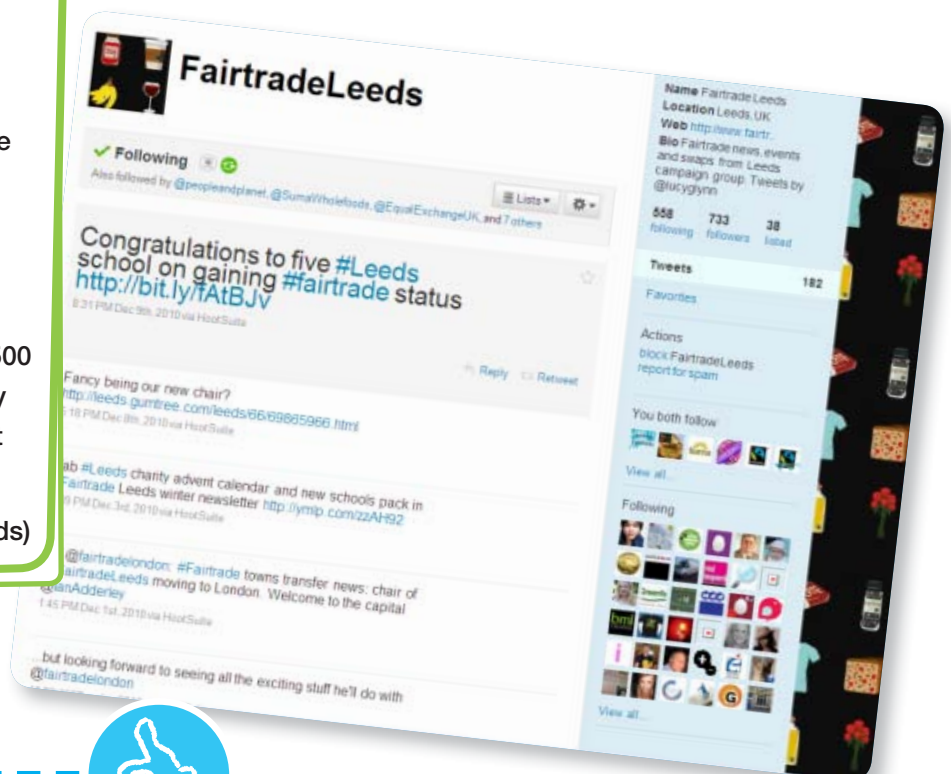 FairtradeLeeds
Following
Also followed by @peopleandplanet, @SumaWholefoods, @EqualExchangeUK, and 7 others
Lists
Congratulations to five #Leeds
school on gaining #fairtrade status
http://bit.ly/fAtBJv
8:31 PM Dec 9th, 2010 via HootSuite
Reply Retweet
Fancy being our new chair?
http://leeds.gumtree.com/leeds/66/69865966.html
:18 PM Dec 8th, 2010 via HootSuite
ab #Leeds charity advent calendar and new schools pack in
Fairtrade Leeds winter newsletter http://ymlp.com/zzAH92
9 PM Dec 3rd, 2010 via HootSuite
@fairtradelondon: #Fairtrade towns transfer news: chair of
airtradeLeeds moving to London. Welcome to the capital
@IanAdderley
1:45 PM Dec 1st, 2010 via HootSuite
...but looking forward to seeing all the exciting stuff he'll do with
@fairtradelondon
Name Fairtrade Leeds
Location Leeds, UK
Web http://www.fairtr...
Bio Fairtrade news, events
and swaps from Leeds
campaign group. Tweets by
@lucyglynn
558 733 38
following followers listed
Tweets 182
Favorites
Actions
block FairtradeLeeds
report for spam
You both follow
View all...
Following
View all...
e
500
y
t
ds)